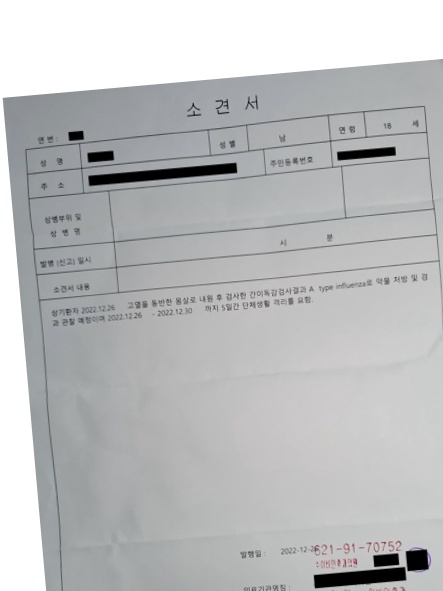 소 견 서
연 번 :
성 명 성 별 남 연 령 18 세
주 소 주민등록번호
상병부위 및
상 병 명
발병 (신고) 일시 시 분
소견서 내용
상기환자 2022.12.26 고열을 동반한 몸살로 내원 후 검사한 간이독감검사결과 A type influenza로 약물 처방 및 경
과 관찰 예정이며 2022.12.26 - 2022.12.30 까지 5일간 단체생활 격리를 요함.
발행일 : 2022-12-26
621-91-70752
의료기관명칭 :